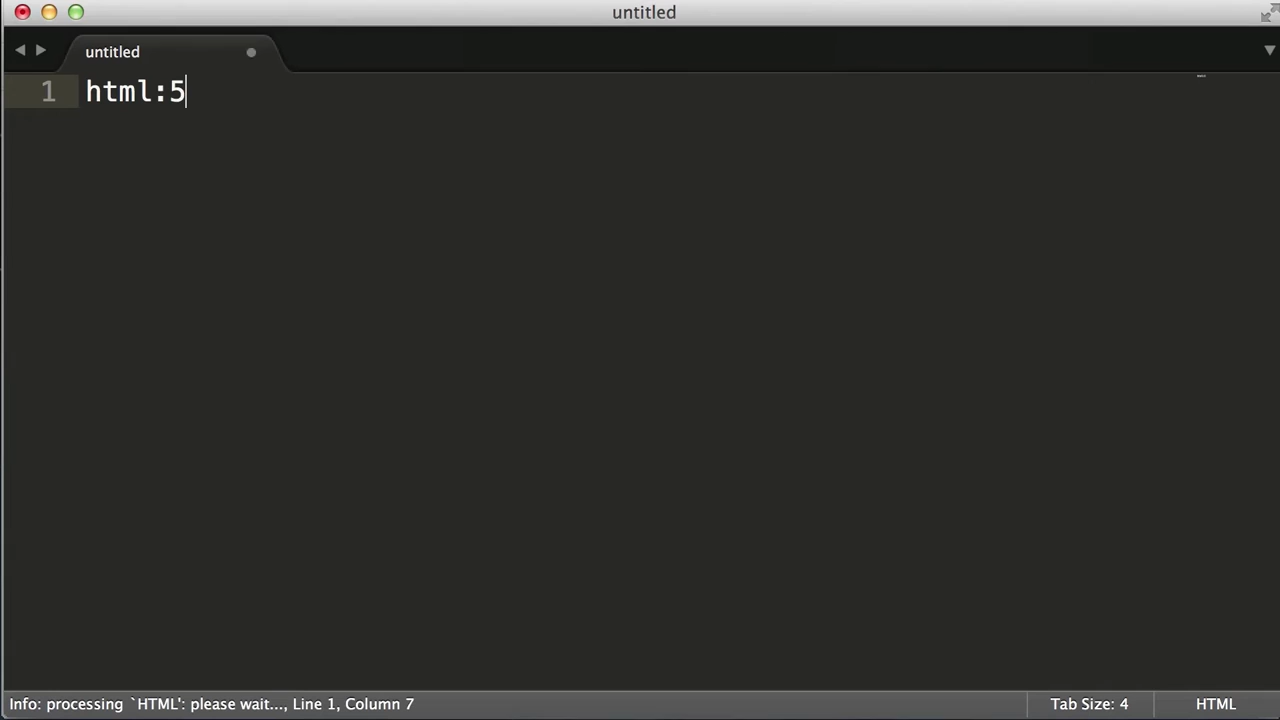 untitled
untitled
1 html:5
Info: processing `HTML': please wait..., Line 1, Column 7 Tab Size: 4 HTML